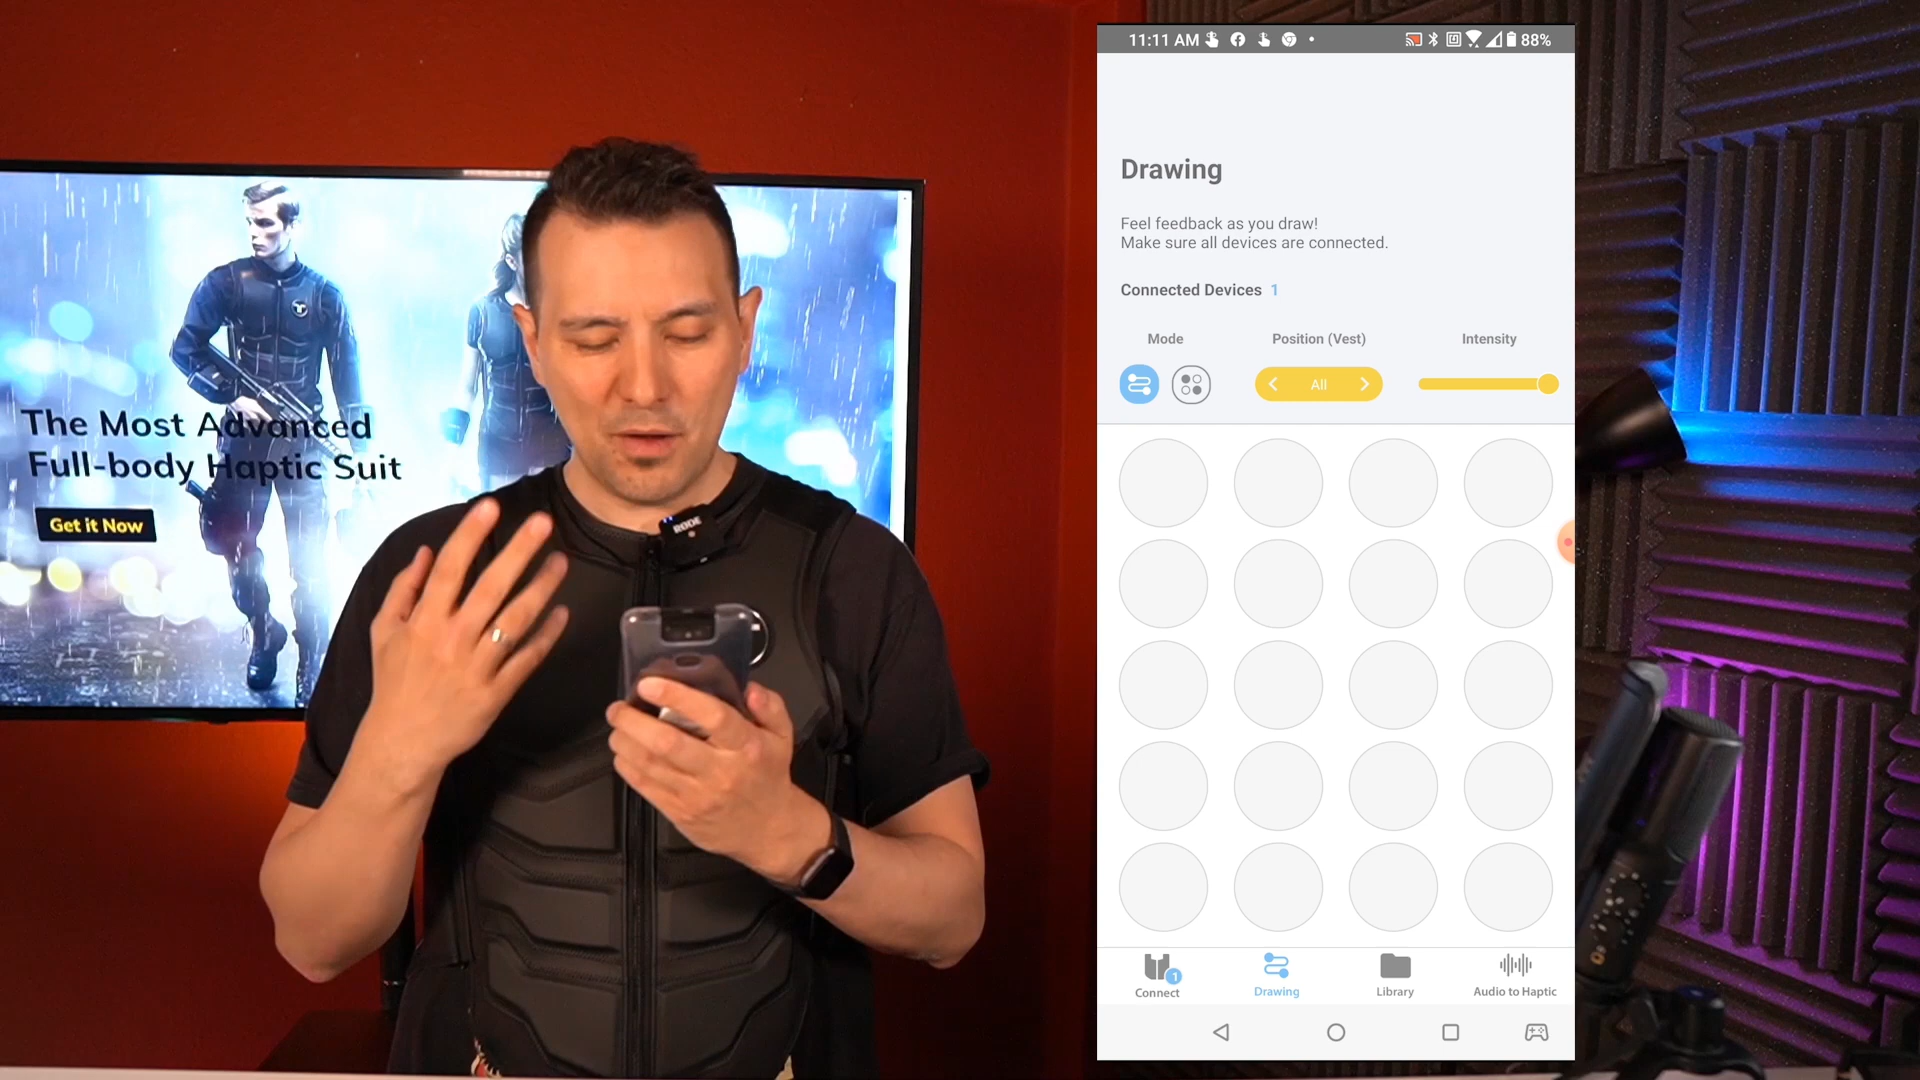 The Most Advanced
Full-body Haptic Suit
Get it Now
RODE
11:11 AM
88%
Drawing
Feel feedback as you draw!
Make sure all devices are connected.
Connected Devices 1
Mode
Position (Vest)
Intensity
All
1
Connect
Drawing
Library
Audio to Haptic